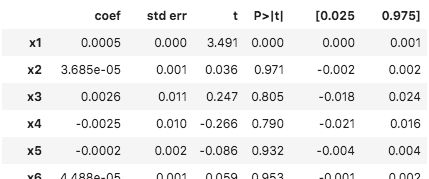 coef std err t P>|t| [0.025 0.975]
x1 0.0005 0.000 3.491 0.000 0.000 0.001
x2 3.685e-05 0.001 0.036 0.971 -0.002 0.002
x3 0.0026 0.011 0.247 0.805 -0.018 0.024
x4 -0.0025 0.010 -0.266 0.790 -0.021 0.016
x5 -0.0002 0.002 -0.086 0.932 -0.004 0.004
x6 4.488e-05 0.001 0.059 0.953 -0.001 0.002